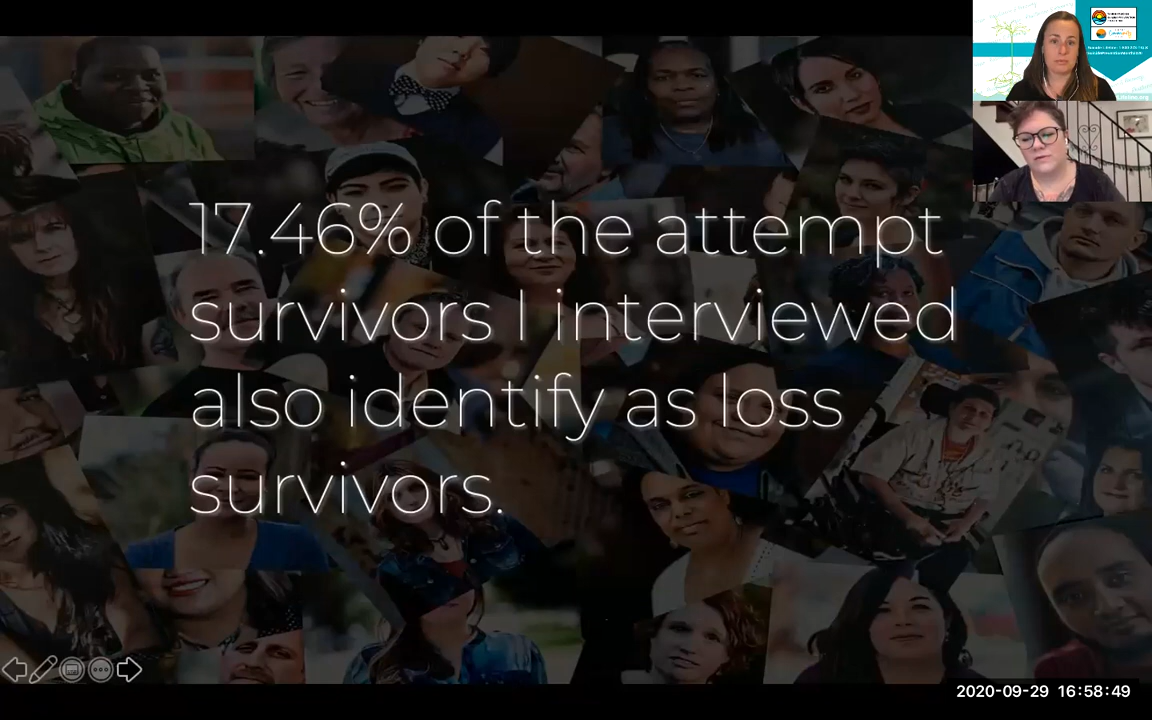 17.46% of the attempt
survivors I interviewed
also identify as loss
survivors.
2020-09-29 16:58:49